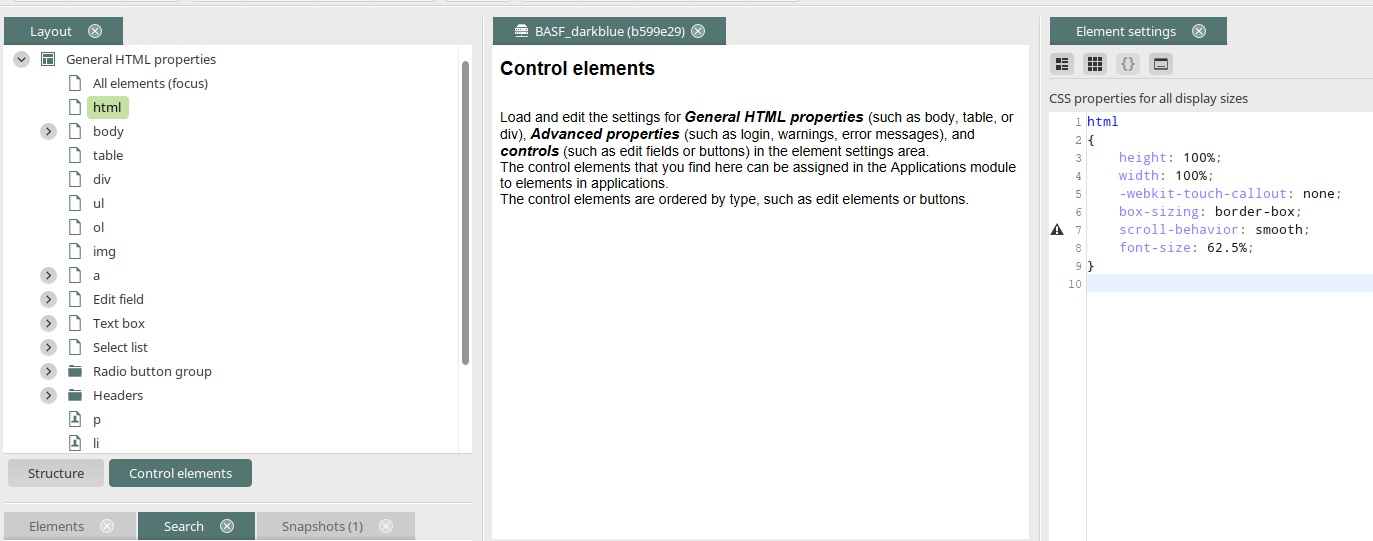 Layout
General HTML properties
All elements (focus)
html
body
table
div
ul
ol
img
a
Edit field
Text box
Select list
Radio button group
Headers
p
li
Structure
Control elements
Elements
Search
Snapshots (1)
BASF_darkblue (b599e29)
Control elements
Load and edit the settings for General HTML properties (such as body, table, or
div), Advanced properties (such as login, warnings, error messages), and
controls (such as edit fields or buttons) in the element settings area.
The control elements that you find here can be assigned in the Applications module
to elements in applications.
The control elements are ordered by type, such as edit elements or buttons.
Element settings
{}
CSS properties for all display sizes
1 html
2 {
3 height: 100%;
4 width: 100%;
5 -webkit-touch-callout: none;
6 box-sizing: border-box;
7 scroll-behavior: smooth;
8 font-size: 62.5%;
9 }
10